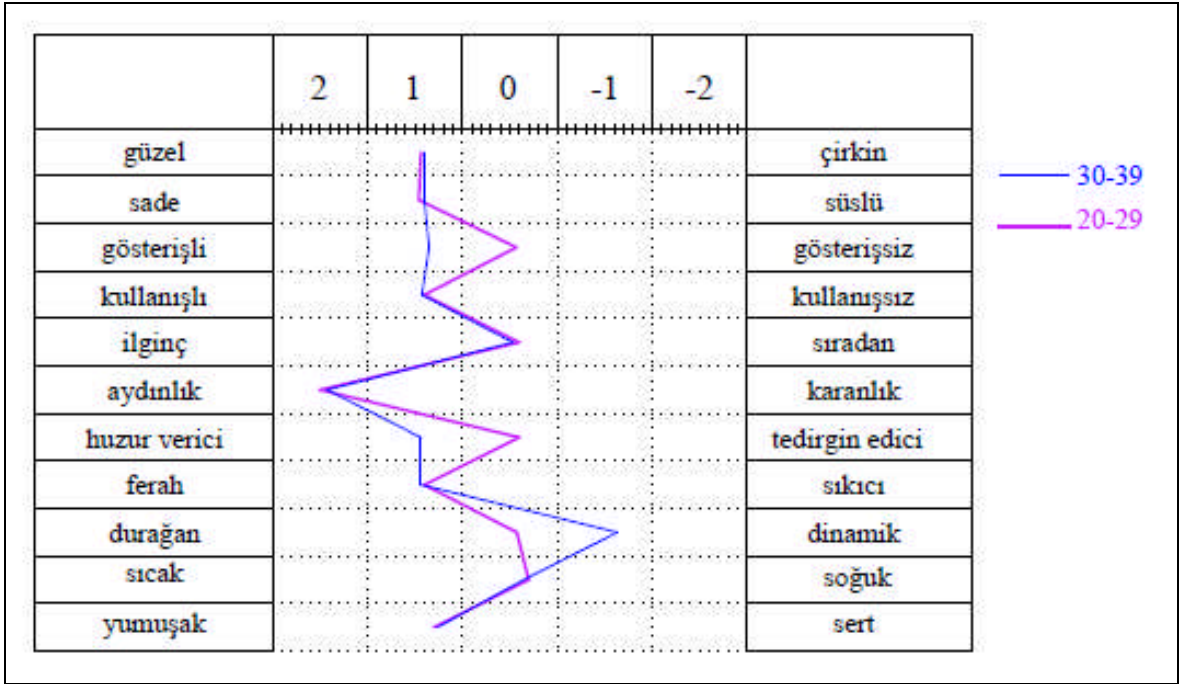 2 1 0 -1 -2
güzel çirkin
sade süslü
gösterişli gösterişsiz
kullanışlı kullanışsız
ilginç sıradan
aydınlık karanlık
huzur verici tedirgin edici
ferah sıkıcı
durağan dinamik
sıcak soğuk
yumuşak sert
30-39
20-29